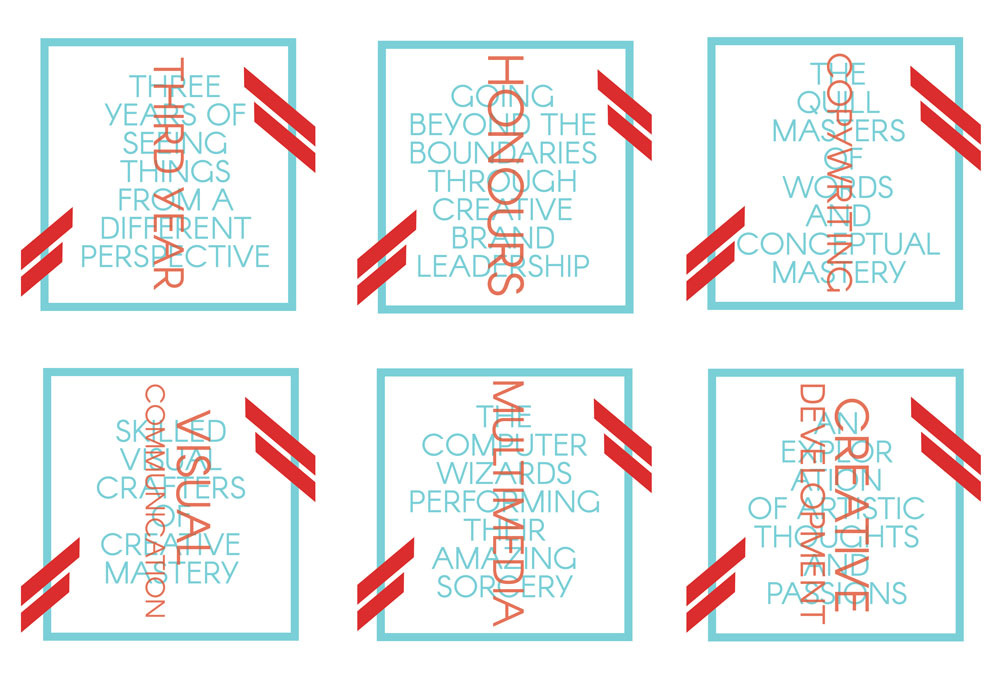 THIRD YEAR
THREE
YEARS OF
SEEING
THINGS
FROM A
DIFFERENT
PERSPECTIVE
HONOURS
GOING
BEYOND THE
BOUNDARIES
THROUGH
CREATIVE
BRAND
LEADERSHIP
COPYWRITING
THE
QUILL
MASTERS
OF
WORDS
AND
CONCEPTUAL
MASTERY
VISUAL
COMMUNICATION
SKILLED
VISUAL
CRAFTERS
OF
CREATIVE
MASTERY
MULTIMEDIA
THE
COMPUTER
WIZARDS
PERFORMING
THEIR
AMAZING
SORCERY
CREATIVE
DEVELOPMENT
AN
EXPLOR
ATION
OF ARTISTIC
THOUGHTS
AND
PASSIONS